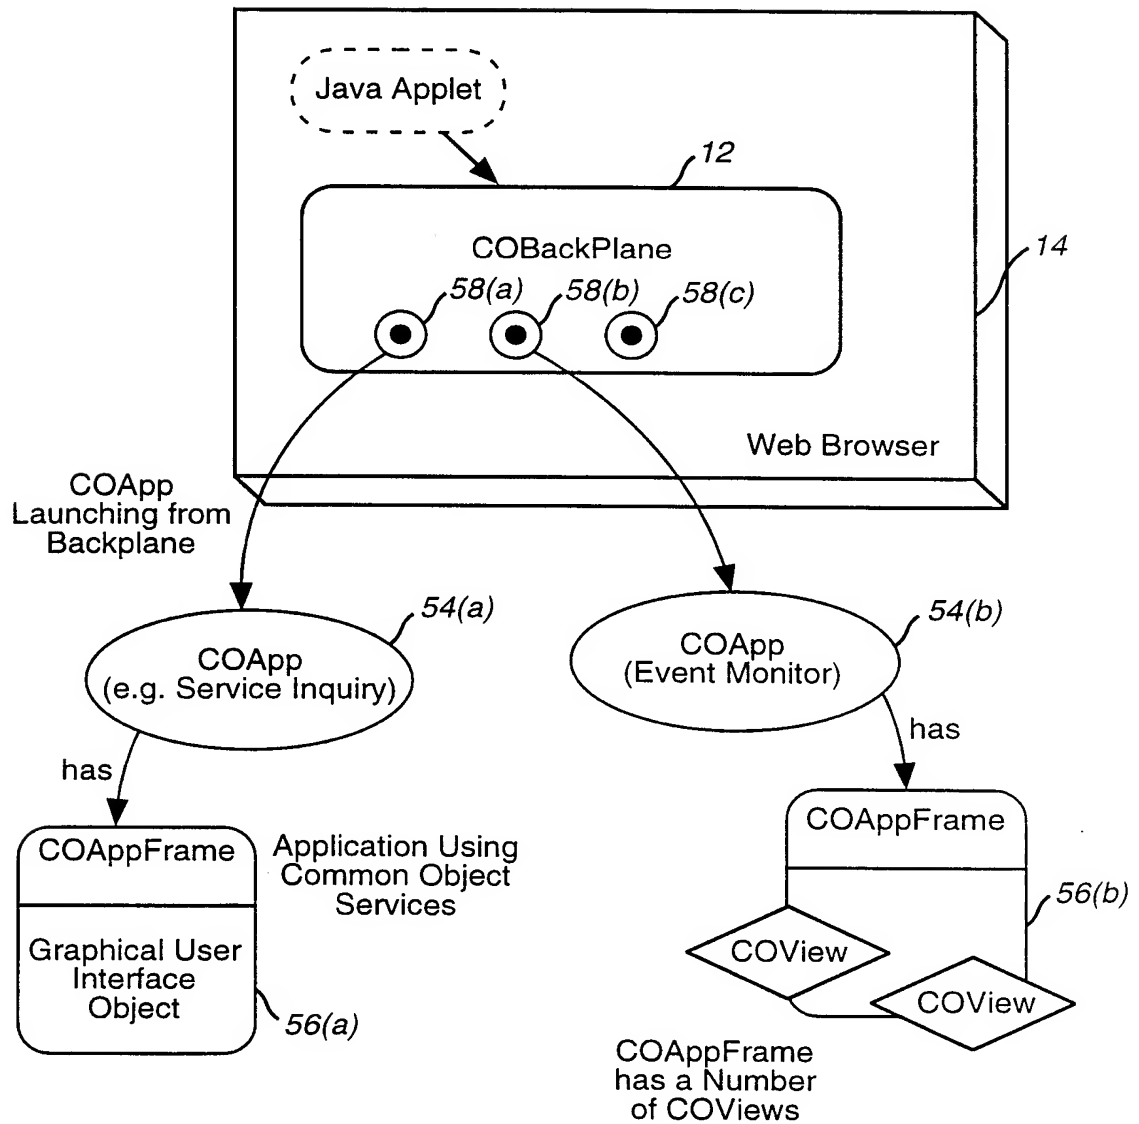 Java Applet
12
COBackPlane
14
58(a)
58(b)
58(c)
Web Browser
COApp
Launching from
Backplane
54(a)
54(b)
COApp
(e.g. Service Inquiry)
COApp
(Event Monitor)
has
has
COAppFrame
Application Using
Common Object
Services
COAppFrame
56(b)
Graphical User
Interface
Object
56(a)
COView
COView
COAppFrame
has a Number
of COViews